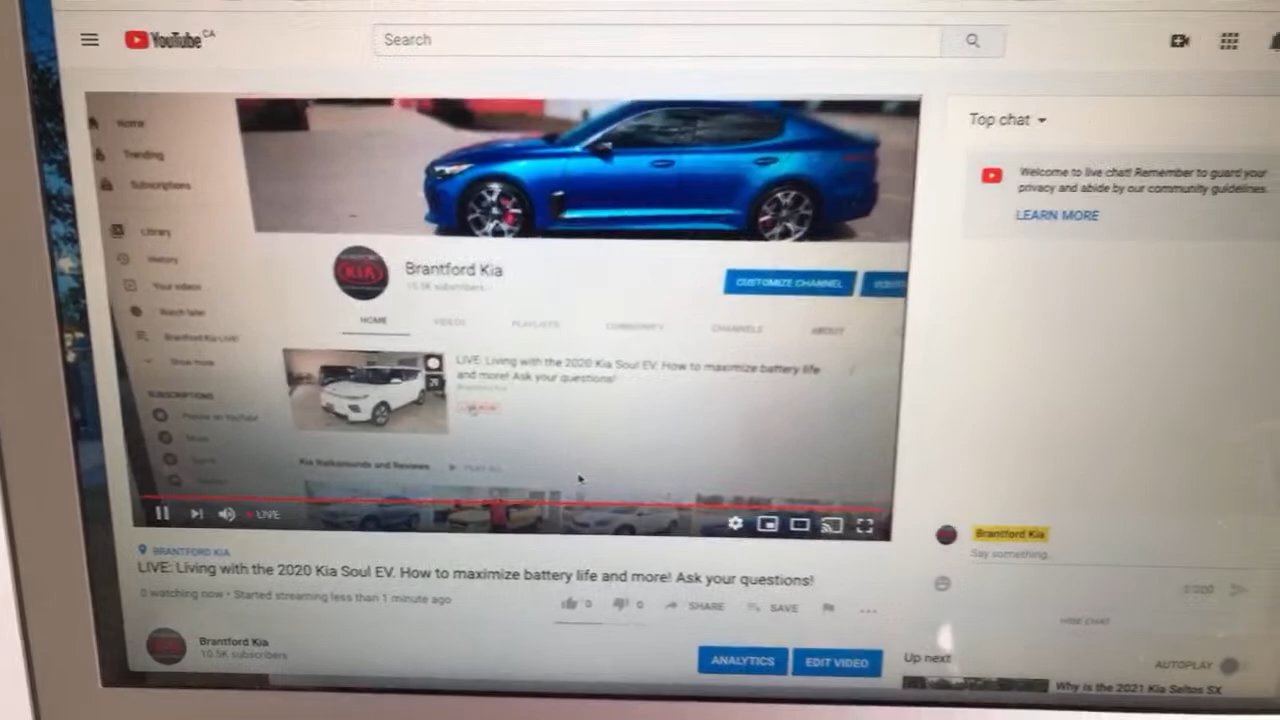 YouTube CA
Search
Top chat
Welcome to live chat! Remember to guard your
privacy and abide by our community guidelines.
LEARN MORE
Home
Trending
Subscriptions
Library
History
Your videos
Watch later
Brantford Kia LIVE!
Show more
SUBSCRIPTIONS
KIA
Brantford Kia
10.5K subscribers
CUSTOMIZE CHANNEL
HOME
VIDEOS
PLAYLISTS
COMMUNITY
CHANNELS
ABOUT
LIVE: Living with the 2020 Kia Soul EV. How to maximize battery life
and more! Ask your questions!
Kia Walkarounds and Reviews
PLAY ALL
LIVE
BRANTFORD KIA
LIVE: Living with the 2020 Kia Soul EV. How to maximize battery life and more! Ask your questions!
0 watching now • Started streaming less than 1 minute ago
0
0
SHARE
SAVE
Brantford Kia
10.5K subscribers
ANALYTICS
EDIT VIDEO
Brantford Kia
Say something...
0/200
HIDE CHAT
Up next
AUTOPLAY
Why is the 2021 Kia Seltos SX